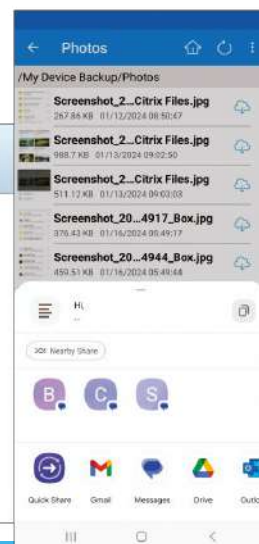 Photos
/My Device Backup/Photos
Screenshot_2...Citrix Files.jpg
267.86 KB 01/12/2024 08:50:47
Screenshot_2...Citrix Files.jpg
988.7 KB 01/13/2024 09:02:50
Screenshot_2...Citrix Files.jpg
511.12 KB 01/13/2024 09:03:03
Screenshot_20...4917_Box.jpg
376.43 KB 01/16/2024 05:49:17
Screenshot_20...4944_Box.jpg
459.51 KB 01/16/2024 05:49:44
Hi,
...
Nearby Share
B C S
Quick Share Gmail Messages Drive Outlo